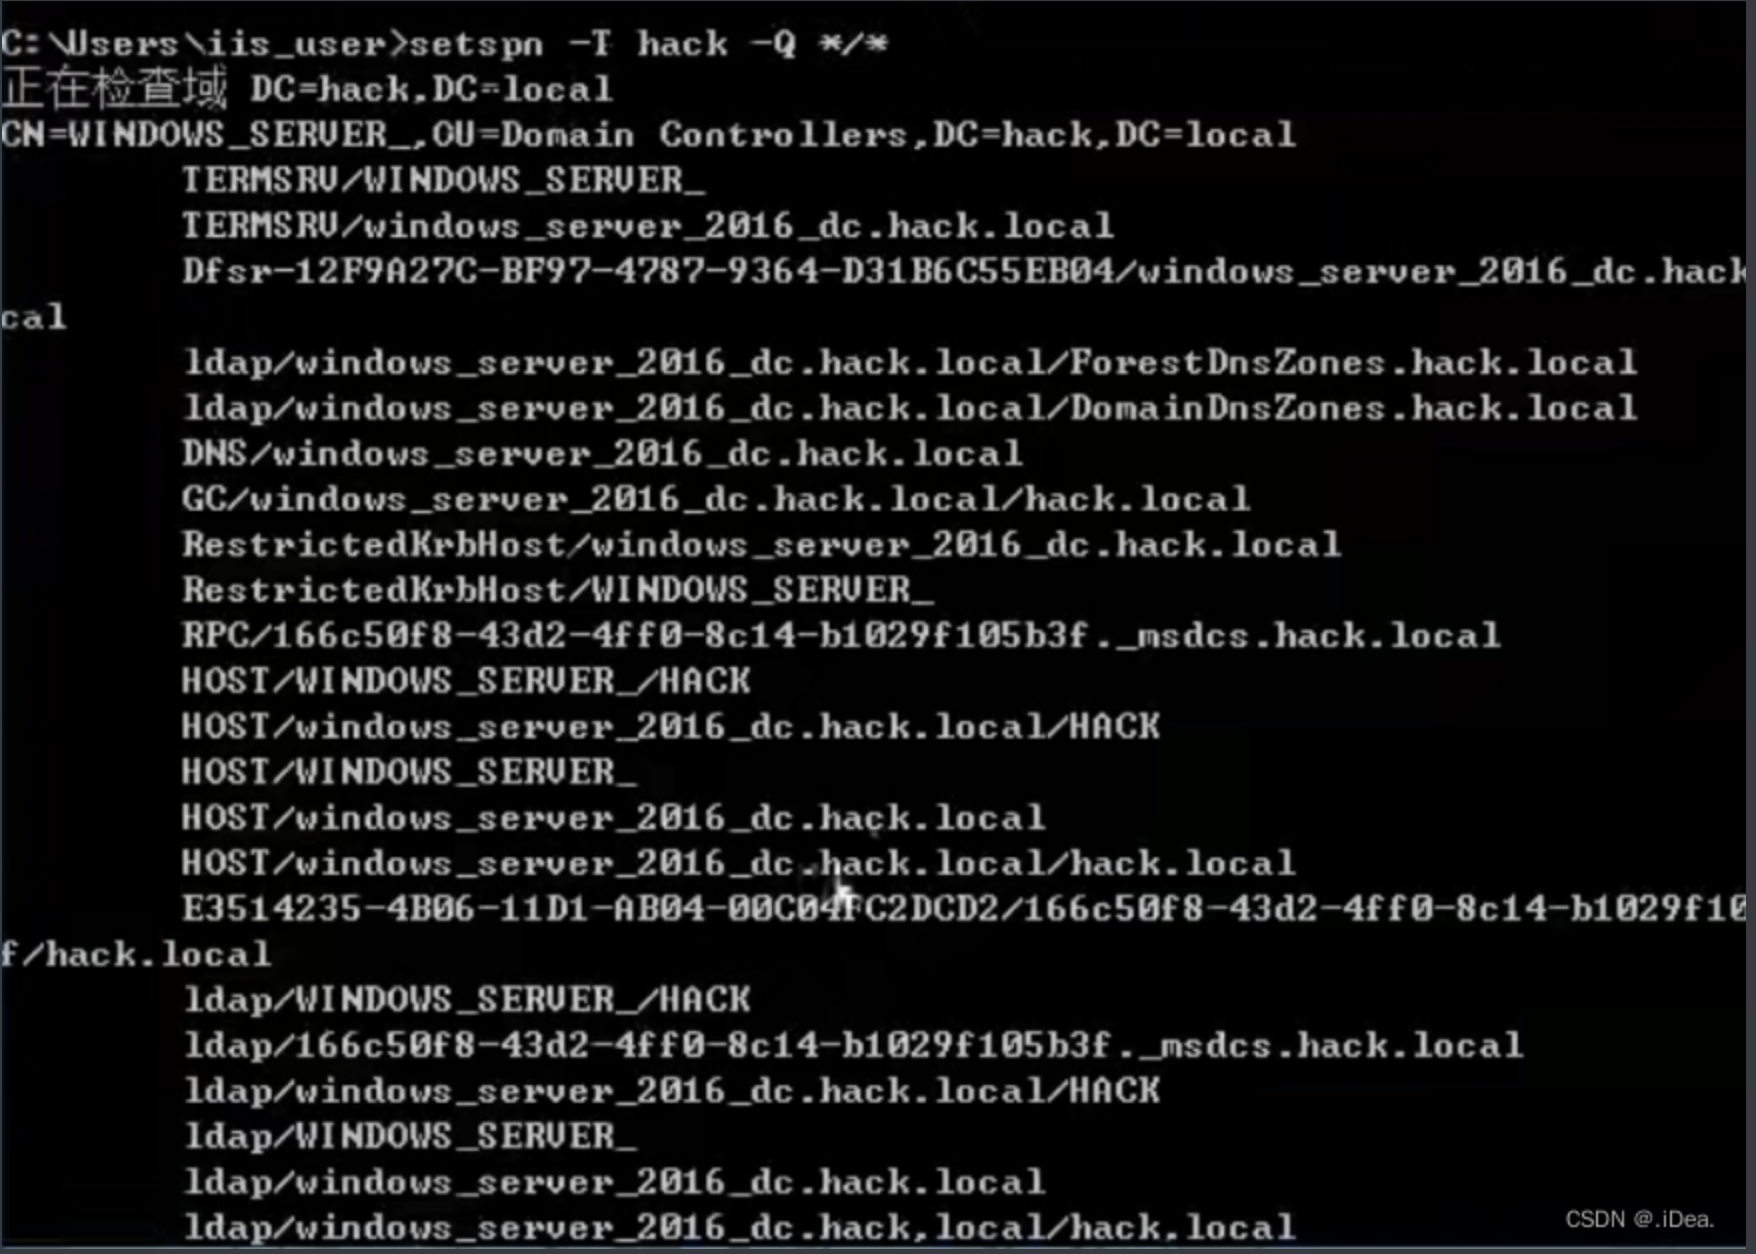 C:\Users\iis_user>setspn -T hack -Q */*
正在检查域 DC=hack,DC=local
CN=WINDOWS_SERVER_,OU=Domain Controllers,DC=hack,DC=local
TERMSRV/WINDOWS_SERVER_
TERMSRV/windows_server_2016_dc.hack.local
Dfsr-12F9A27C-BF97-4787-9364-D31B6C55EB04/windows_server_2016_dc.hack
cal
ldap/windows_server_2016_dc.hack.local/ForestDnsZones.hack.local
ldap/windows_server_2016_dc.hack.local/DomainDnsZones.hack.local
DNS/windows_server_2016_dc.hack.local
GC/windows_server_2016_dc.hack.local/hack.local
RestrictedKrbHost/windows_server_2016_dc.hack.local
RestrictedKrbHost/WINDOWS_SERVER_
RPC/166c50f8-43d2-4ff0-8c14-b1029f105b3f._msdcs.hack.local
HOST/WINDOWS_SERVER_/HACK
HOST/windows_server_2016_dc.hack.local/HACK
HOST/WINDOWS_SERVER_
HOST/windows_server_2016_dc.hack.local
HOST/windows_server_2016_dc.hack.local/hack.local
E3514235-4B06-11D1-AB04-00C04FC2DCD2/166c50f8-43d2-4ff0-8c14-b1029f10
f/hack.local
ldap/WINDOWS_SERVER_/HACK
ldap/166c50f8-43d2-4ff0-8c14-b1029f105b3f._msdcs.hack.local
ldap/windows_server_2016_dc.hack.local/HACK
ldap/WINDOWS_SERVER_
ldap/windows_server_2016_dc.hack.local
ldap/windows_server_2016_dc.hack.local/hack.local
CSDN @.iDea.